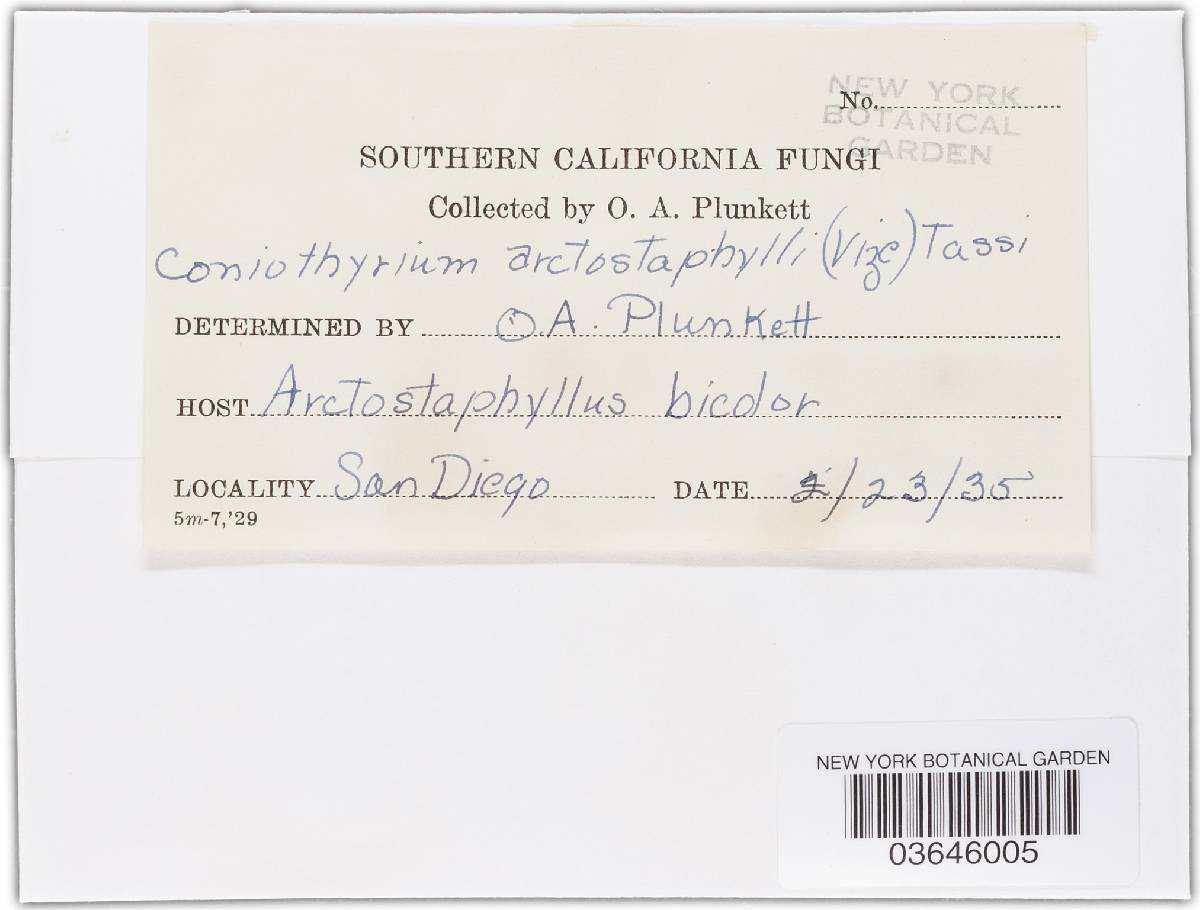 NEW YORK
BOTANICAL
GARDEN
No.
SOUTHERN CALIFORNIA FUNGI
Collected by O. A. Plunkett
Coniothyrium arctostaphylli (Vize) Tassi
DETERMINED BY O.A. Plunkett
HOST Arctostaphyllus bicolor
LOCALITY San Diego DATE /23/35
5m-7,'29
NEW YORK BOTANICAL GARDEN
03646005